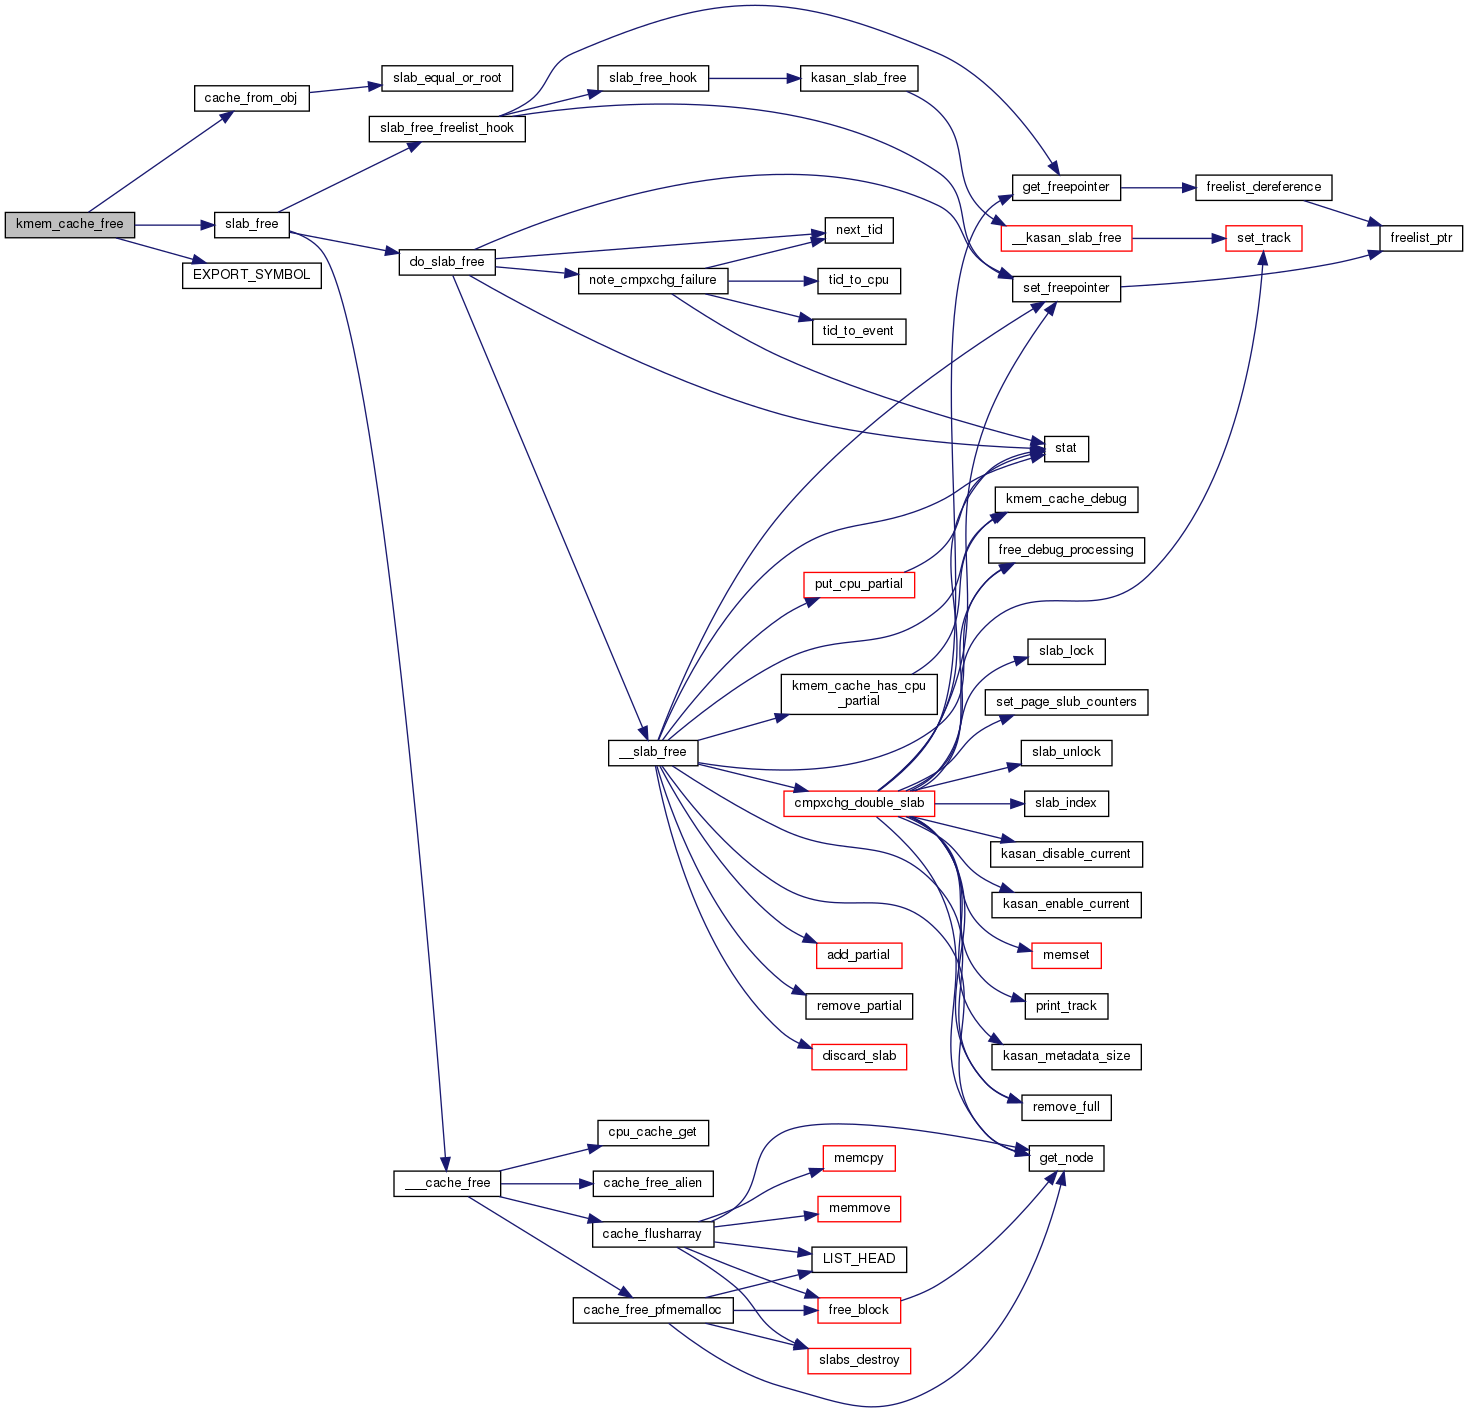 slab_equal_or_root
slab_free_hook
kasan_slab_free
cache_from_obj
slab_free_freelist_hook
get_freepointer
freelist_dereference
kmem_cache_free
slab_free
next_tid
__kasan_slab_free
set_track
freelist_ptr
do_slab_free
EXPORT_SYMBOL
note_cmpxchg_failure
tid_to_cpu
set_freepointer
tid_to_event
stat
kmem_cache_debug
free_debug_processing
put_cpu_partial
slab_lock
kmem_cache_has_cpu
_partial
set_page_slub_counters
__slab_free
slab_unlock
cmpxchg_double_slab
slab_index
kasan_disable_current
kasan_enable_current
add_partial
memset
remove_partial
print_track
discard_slab
kasan_metadata_size
remove_full
cpu_cache_get
memcpy
get_node
___cache_free
cache_free_alien
memmove
cache_flusharray
LIST_HEAD
cache_free_pfmemalloc
free_block
slabs_destroy